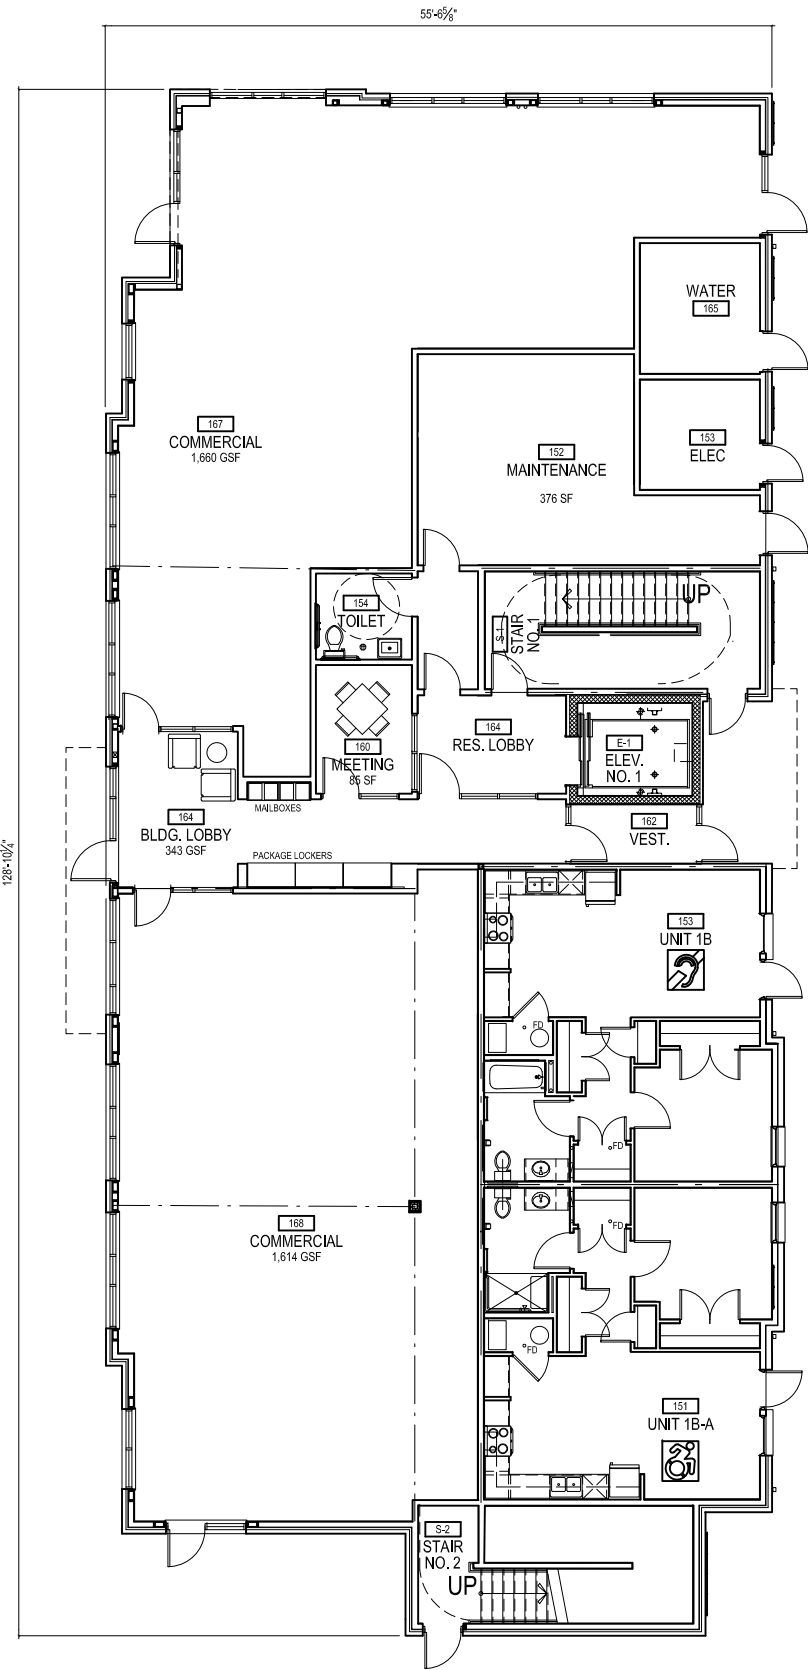 55'-6⅝"
128'-10¼"
WATER
165
167
COMMERCIAL
1,660 GSF
153
ELEC
152
MAINTENANCE
376 SF
154
TOILET
S-1
STAIR
NO. 1
UP
164
RES. LOBBY
E-1
ELEV.
NO. 1
160
MEETING
85 SF
164
BLDG. LOBBY
343 GSF
MAILBOXES
162
VEST.
PACKAGE LOCKERS
153
UNIT 1B
FD
FD
FD
168
COMMERCIAL
1,614 GSF
FD
151
UNIT 1B-A
S-2
STAIR
NO. 2
UP